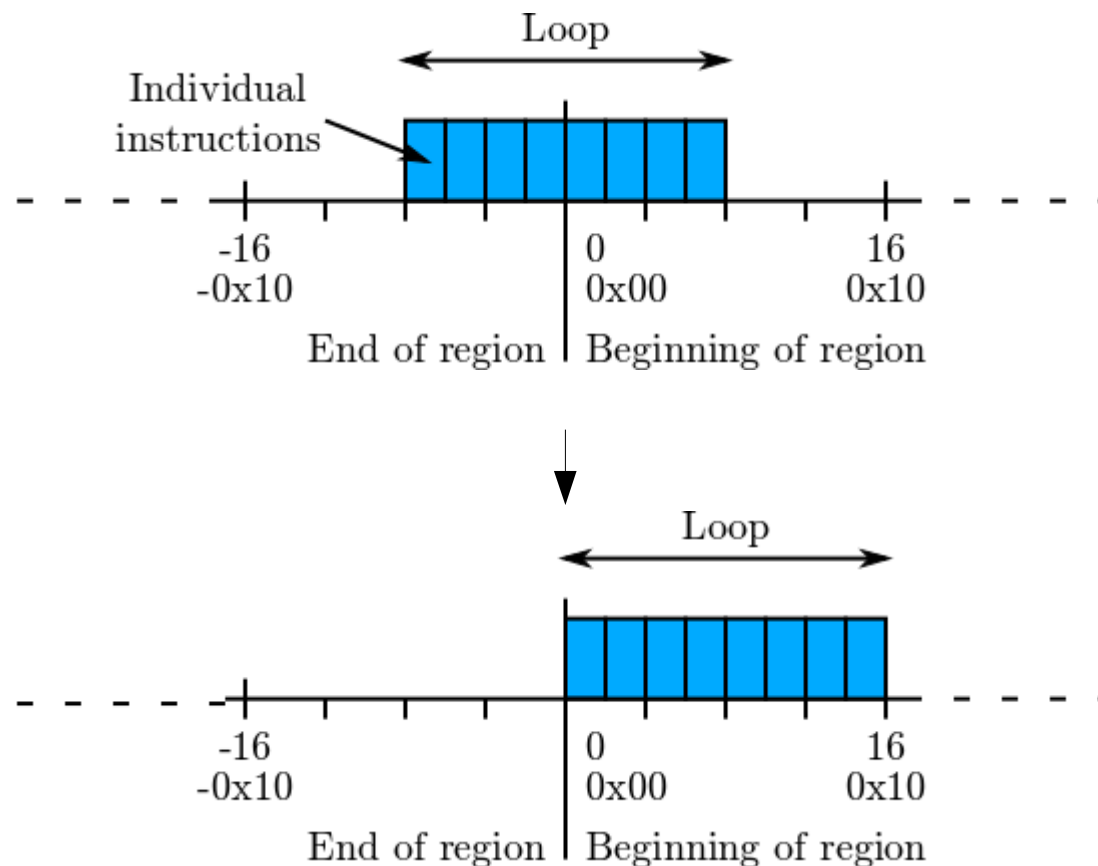 Loop
Individual
instructions
-16 0 16
-0x10 0x00 0x10
End of region Beginning of region
Loop
-16 0 16
-0x10 0x00 0x10
End of region Beginning of region